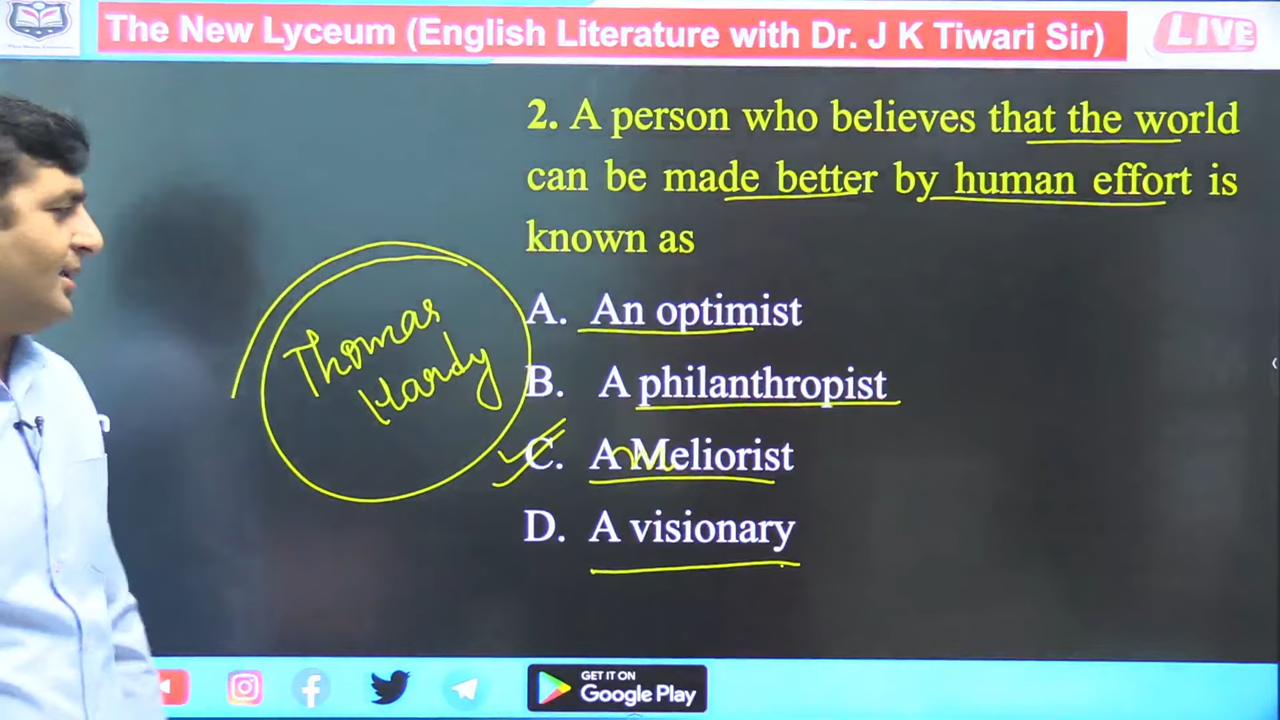 The New Lyceum (English Literature with Dr. J K Tiwari Sir)
LIVE
2. A person who believes that the world
can be made better by human effort is
known as
A. An optimist
B. A philanthropist
C. A Meliorist
D. A visionary
Thomas
Hardy
GET IT ON
Google Play